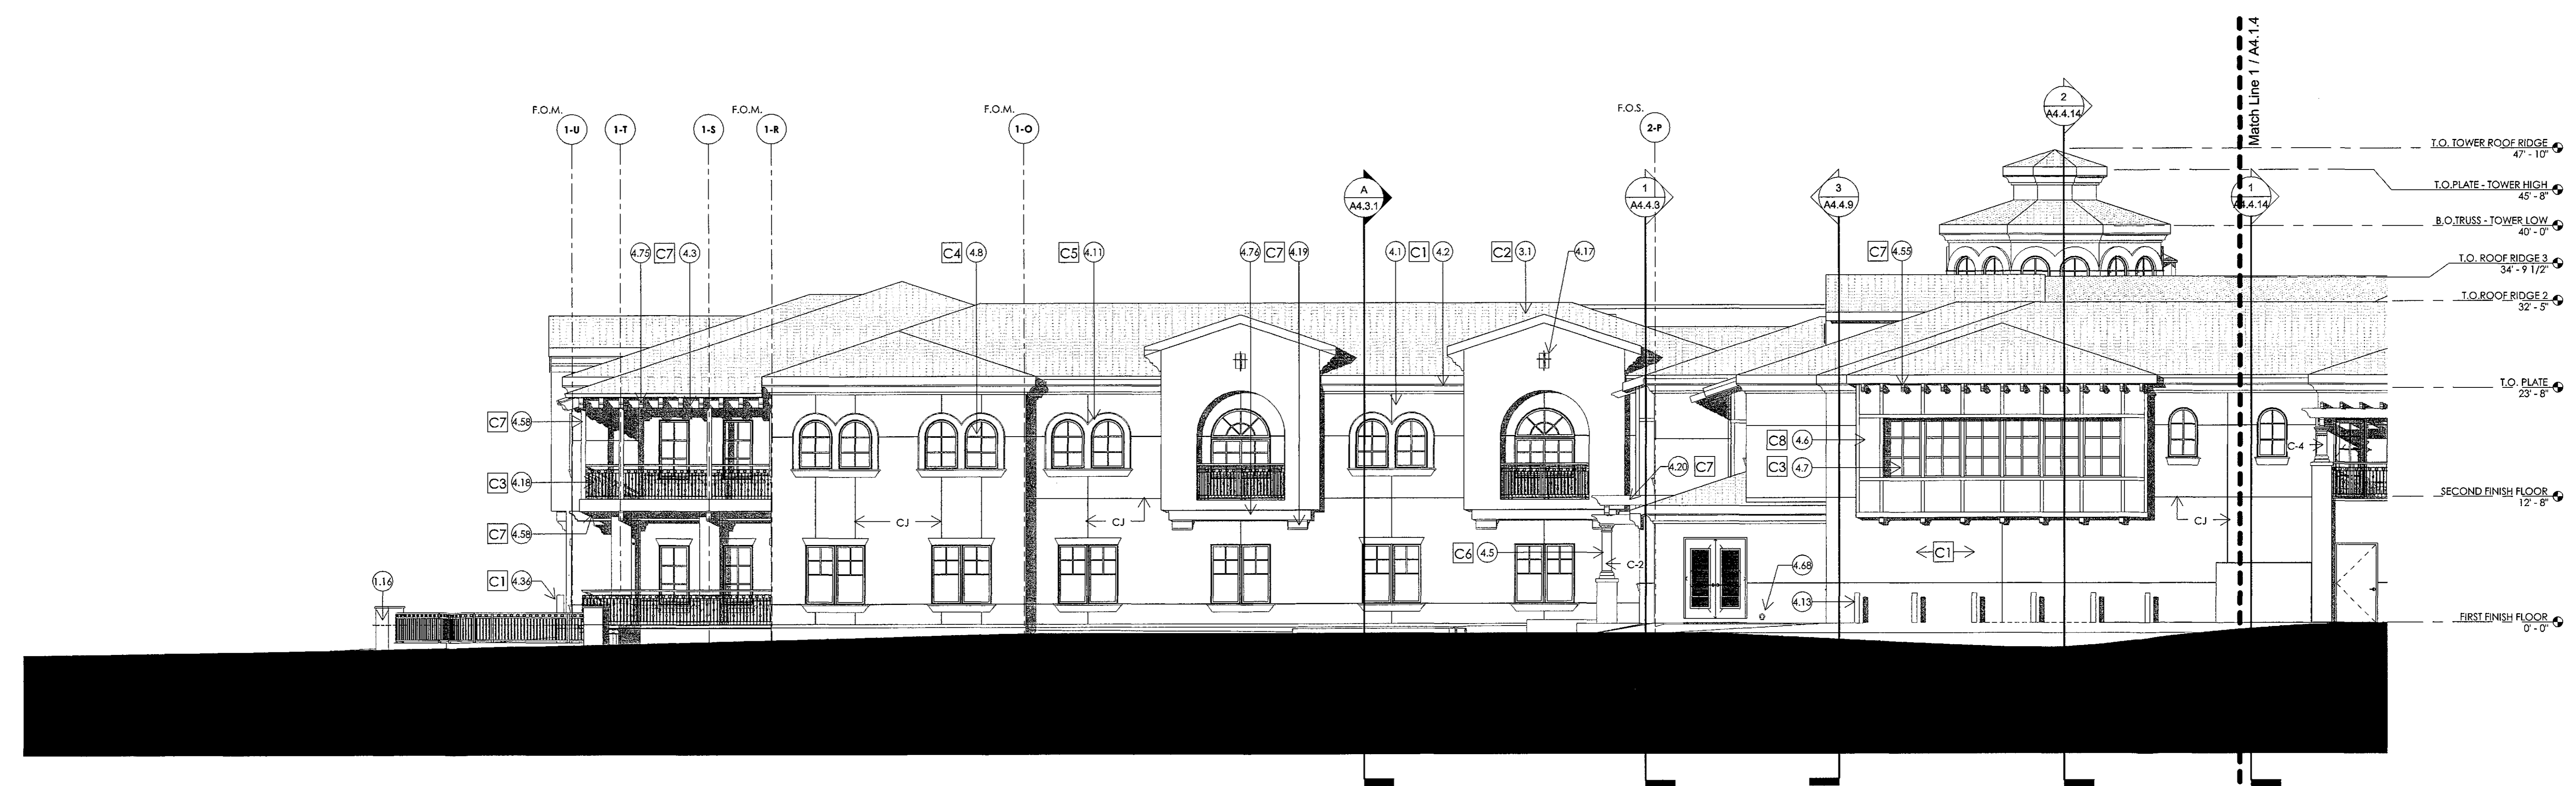 Match Line 1 / A4.1.4
F.O.M.
F.O.M.
F.O.M.
F.O.S.
1-U
1-T
1-S
1-R
1-O
2-P
2
A4.4.14
T.O. TOWER ROOF RIDGE
47' - 10"
A
A4.3.1
1
A4.4.3
3
A4.4.9
1
A4.4.14
T.O.PLATE - TOWER HIGH
45' - 8"
B.O.TRUSS - TOWER LOW
40' - 0"
4.75 C7 4.3
C4 4.8
C5 4.11
4.76 C7 4.19
4.1 C1 4.2
C2 3.1
4.17
C7 4.55
T.O. ROOF RIDGE 3
34' - 9 1/2"
T.O.ROOF RIDGE 2
32' - 5"
T.O. PLATE
23' - 8"
C7 4.58
C8 4.6
C-4
C3 4.7
4.20 C7
C3 4.18
SECOND FINISH FLOOR
12' - 8"
CJ
CJ
CJ
C7 4.58
C6 4.5
C1
C-2
4.68
1.16
C1 4.36
4.13
FIRST FINISH FLOOR
0' - 0"